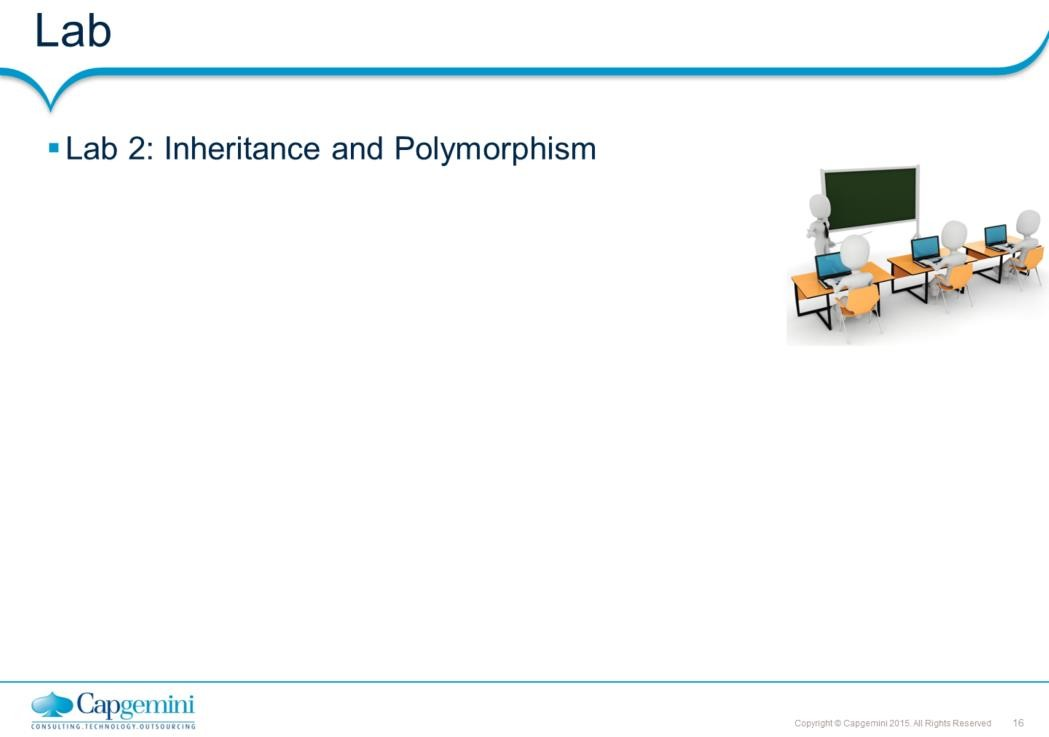 Lab
Lab 2: Inheritance and Polymorphism
Capgemini
CONSULTING.TECHNOLOGY.OUTSOURCING
Copyright © Capgemini 2015. All Rights Reserved 16